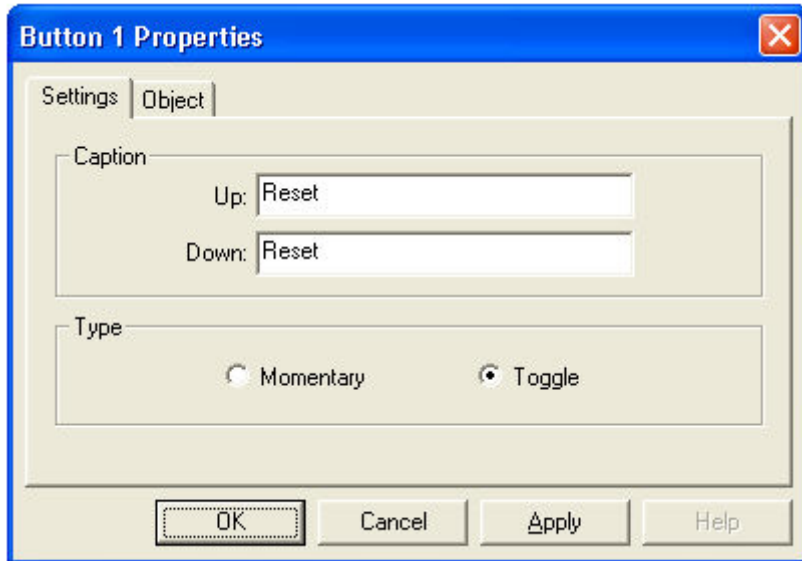 Button 1 Properties
Settings Object
Caption
Up: Reset
Down: Reset
Type
Momentary Toggle
OK Cancel Apply Help